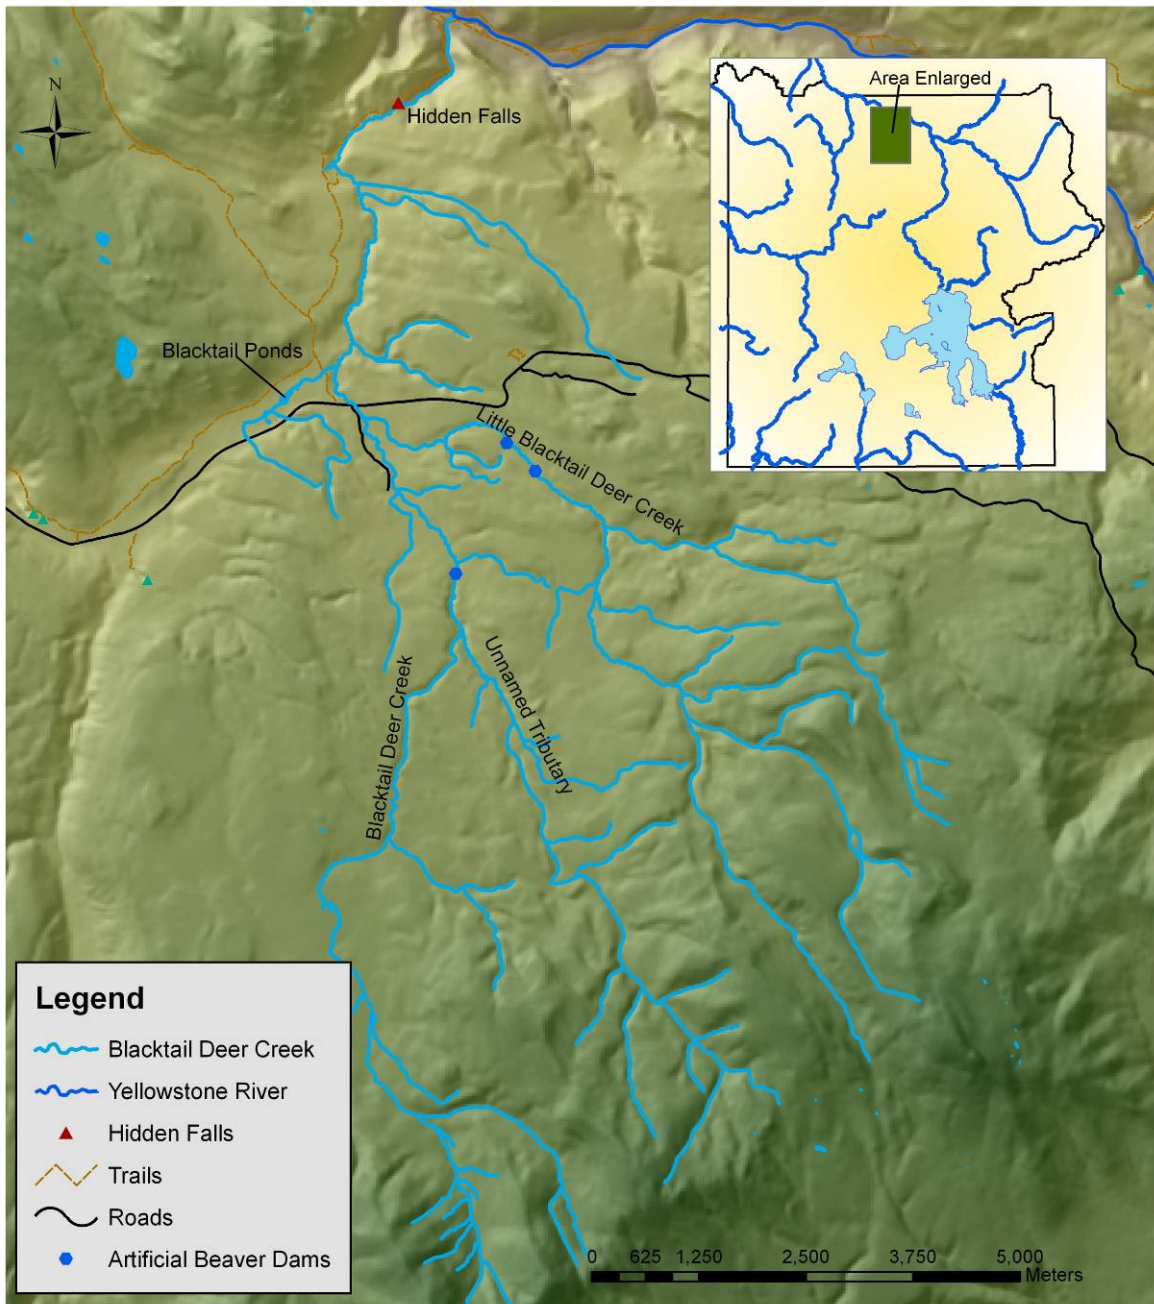 N
Hidden Falls
Area Enlarged
Blacktail Ponds
Little Blacktail Deer Creek
Unnamed Tributary
Blacktail Deer Creek
Legend
Blacktail Deer Creek
Yellowstone River
Hidden Falls
Trails
Roads
Artificial Beaver Dams
0 625 1,250 2,500 3,750 5,000
Meters